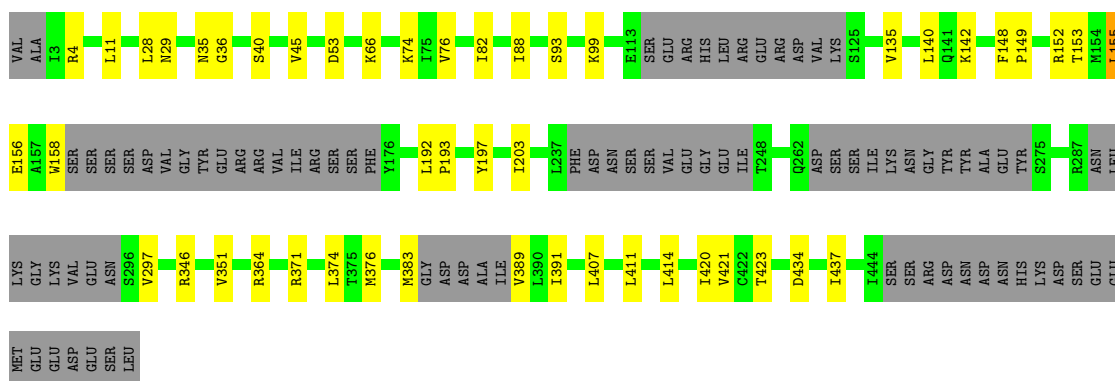 VAL ALA I3 R4 L11 L28 N29 N35 G36 S40 V45 D53 K66 K74 I75 V76 I82 I88 S93 K99 E113 SER GLU ARG HIS LEU ARG GLU ARG ASP VAL LYS S125 V135 L140 Q141 K142 F148 P149 R152 T153 M154 L155
E156 A157 W158 SER SER SER SER ASP VAL GLY TYR GLU ARG ARG VAL ILE ARG SER SER PHE Y176 L192 P193 Y197 I203 L237 PHE ASP ASN SER SER VAL GLU GLY GLU ILE T248 Q262 ASP SER SER ILE LYS ASN GLY TYR TYR ALA GLU TYR S275 R287 ASN LEU
LYS GLY LYS VAL GLU ASN S296 V297 R346 V351 R364 R371 L374 T375 M376 M383 GLY ASP ASP ALA ILE V389 L390 I391 L407 L411 L414 I420 V421 C422 T423 D434 I437 I444 SER SER ARG ASP ASN ASP ASN HIS LYS ASP SER GLU GLU
MET GLU GLU ASP GLU SER LEU